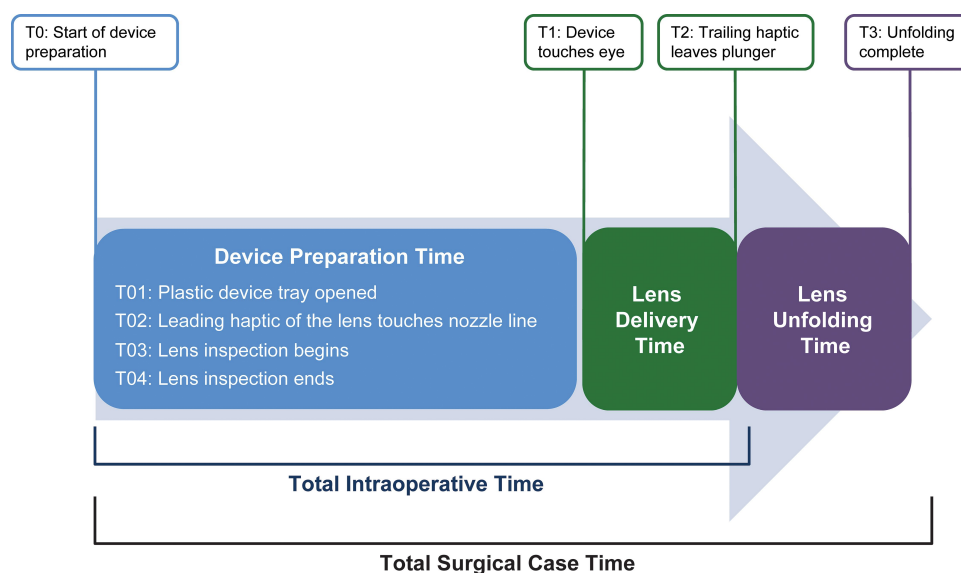 T0: Start of device
preparation
T1: Device
touches eye
T2: Trailing haptic
leaves plunger
T3: Unfolding
complete
Device Preparation Time
T01: Plastic device tray opened
T02: Leading haptic of the lens touches nozzle line
T03: Lens inspection begins
T04: Lens inspection ends
Lens
Delivery
Time
Lens
Unfolding
Time
Total Intraoperative Time
Total Surgical Case Time